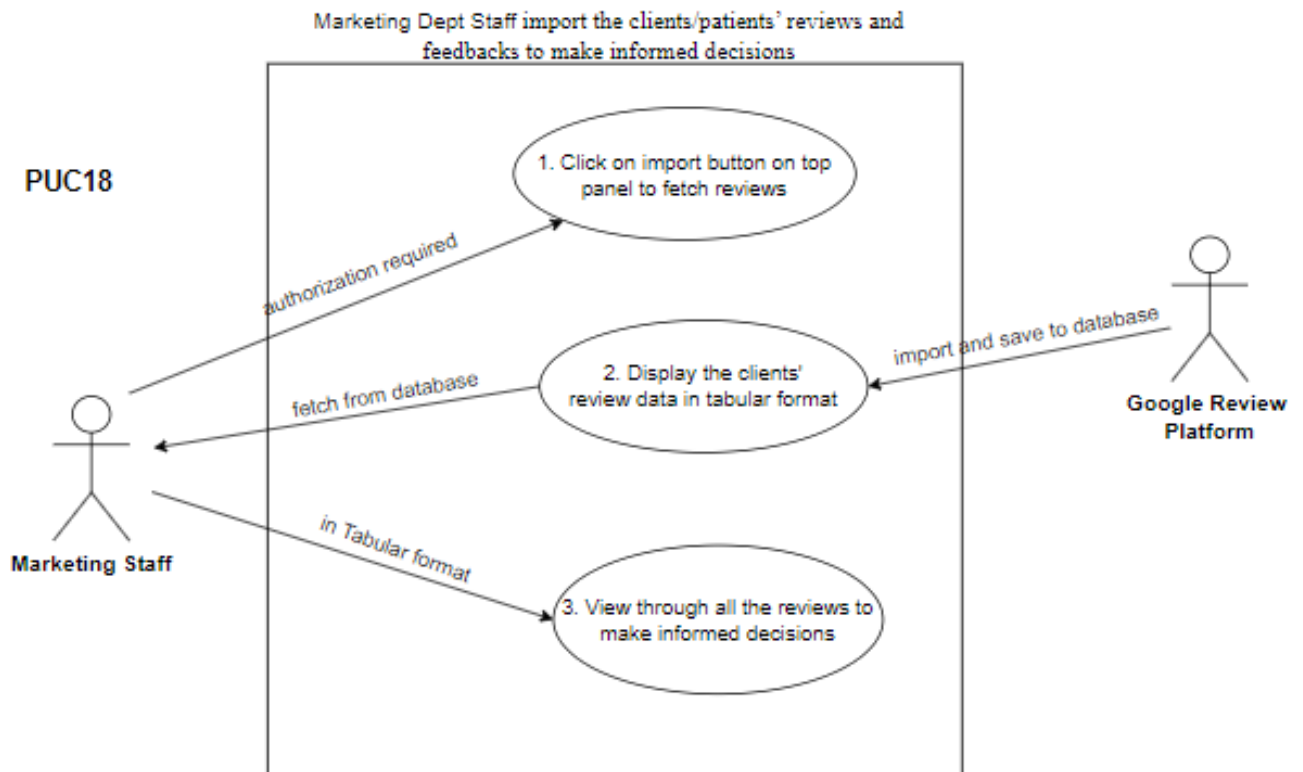 Marketing Dept Staff import the clients/patients’ reviews and
feedbacks to make informed decisions
PUC18
1. Click on import button on top
panel to fetch reviews
authorization required
import and save to database
2. Display the clients'
review data in tabular format
fetch from database
Google Review
Platform
in Tabular format
Marketing Staff
3. View through all the reviews to
make informed decisions